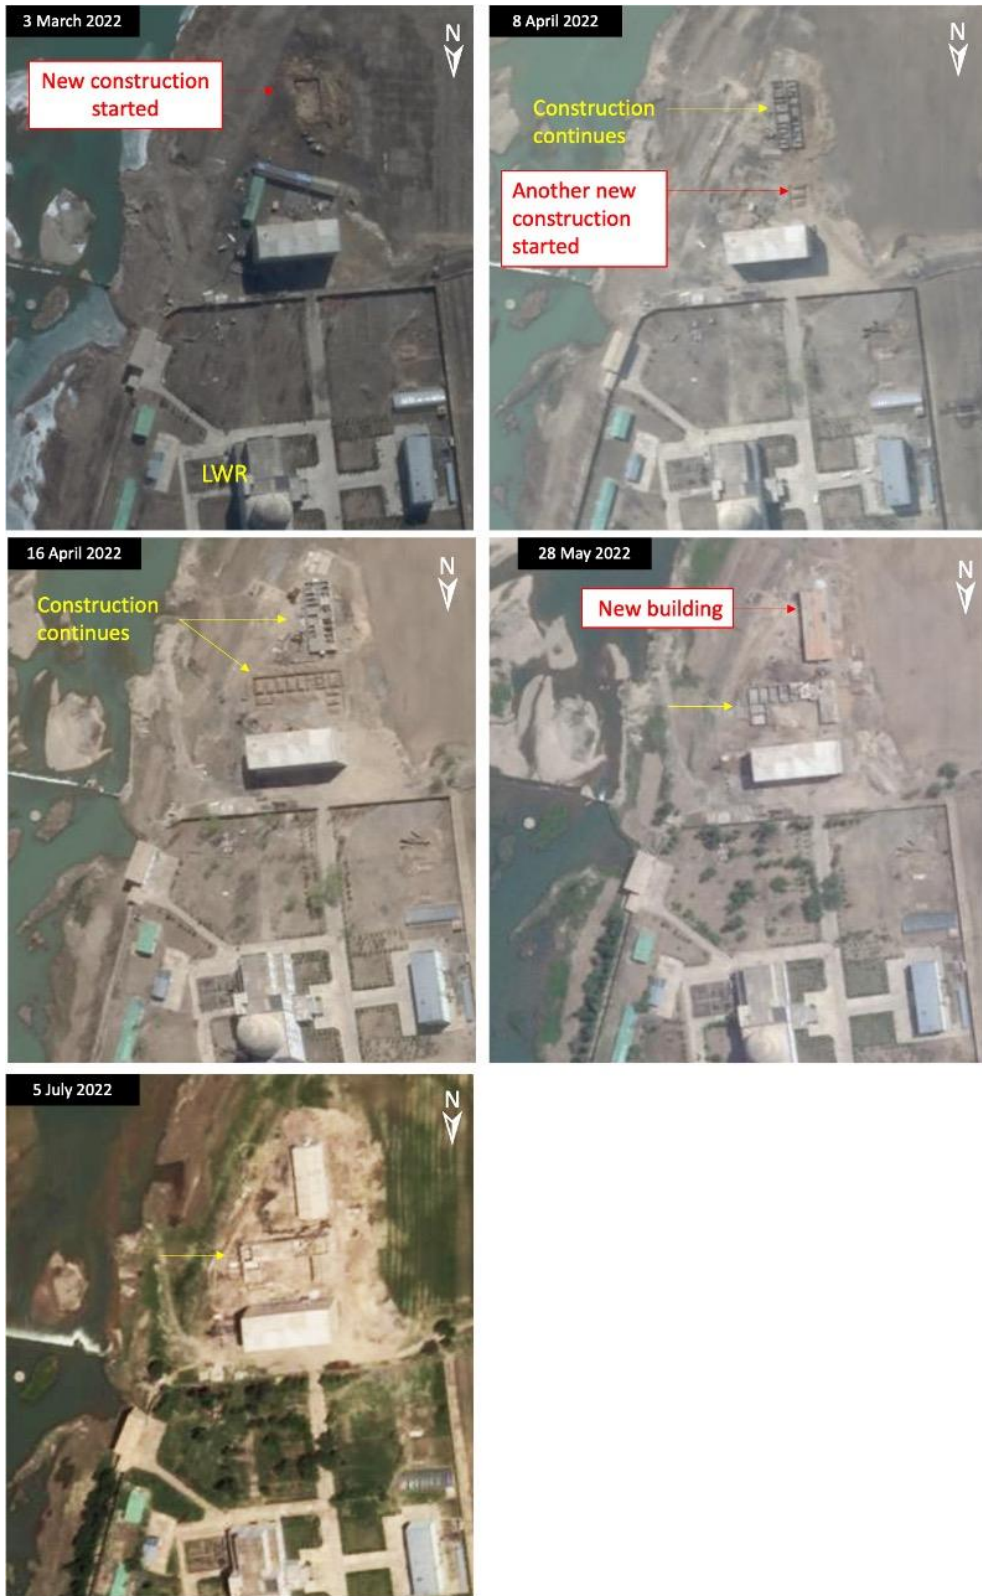 3 March 2022
N
New construction
started
LWR
8 April 2022
N
Construction
continues
Another new
construction
started
16 April 2022
N
Construction
continues
28 May 2022
N
New building
5 July 2022
N